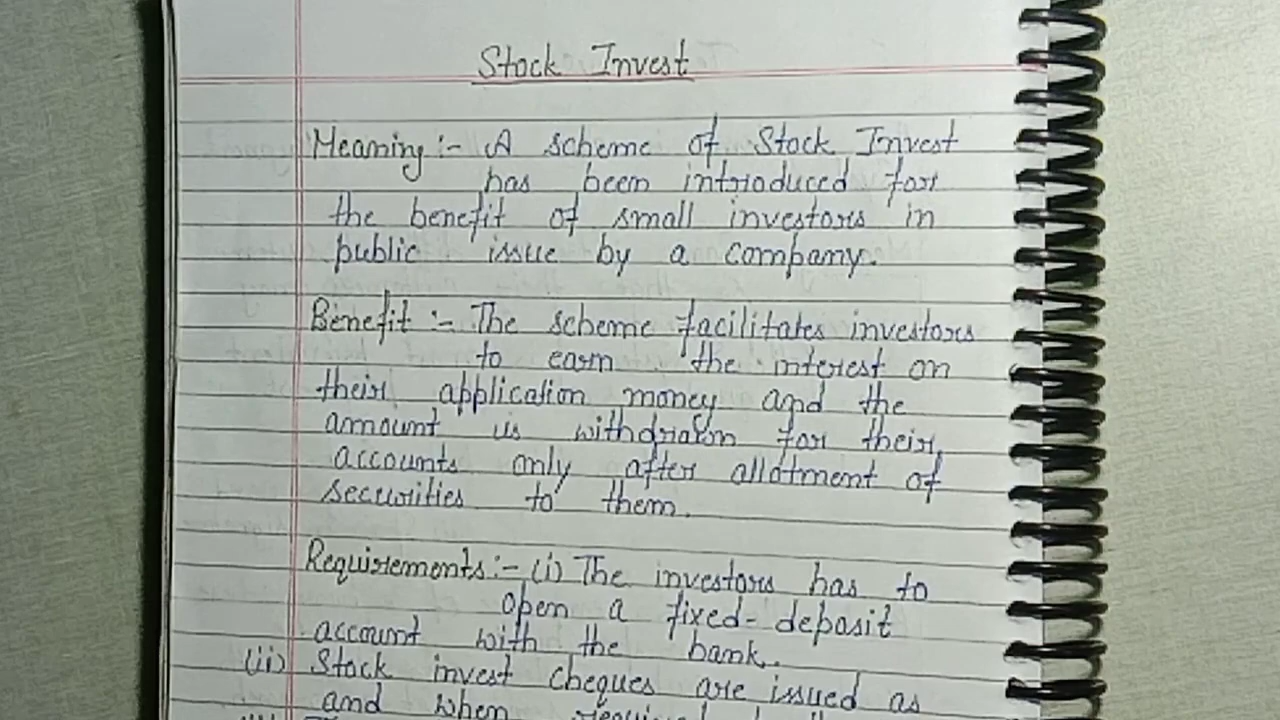 Stock Invest
Meaning :- A scheme of Stock Invest
has been introduced for
the benefit of small investors in
public issue by a company.
Benefit :- The scheme facilitates investors
to earn the interest on
their application money and the
amount is withdrawn for their
accounts only after allotment of
securities to them.
Requirements :- (i) The investors has to
open a fixed-deposit
account with the bank.
(ii) Stock invest cheques are issued as
and when